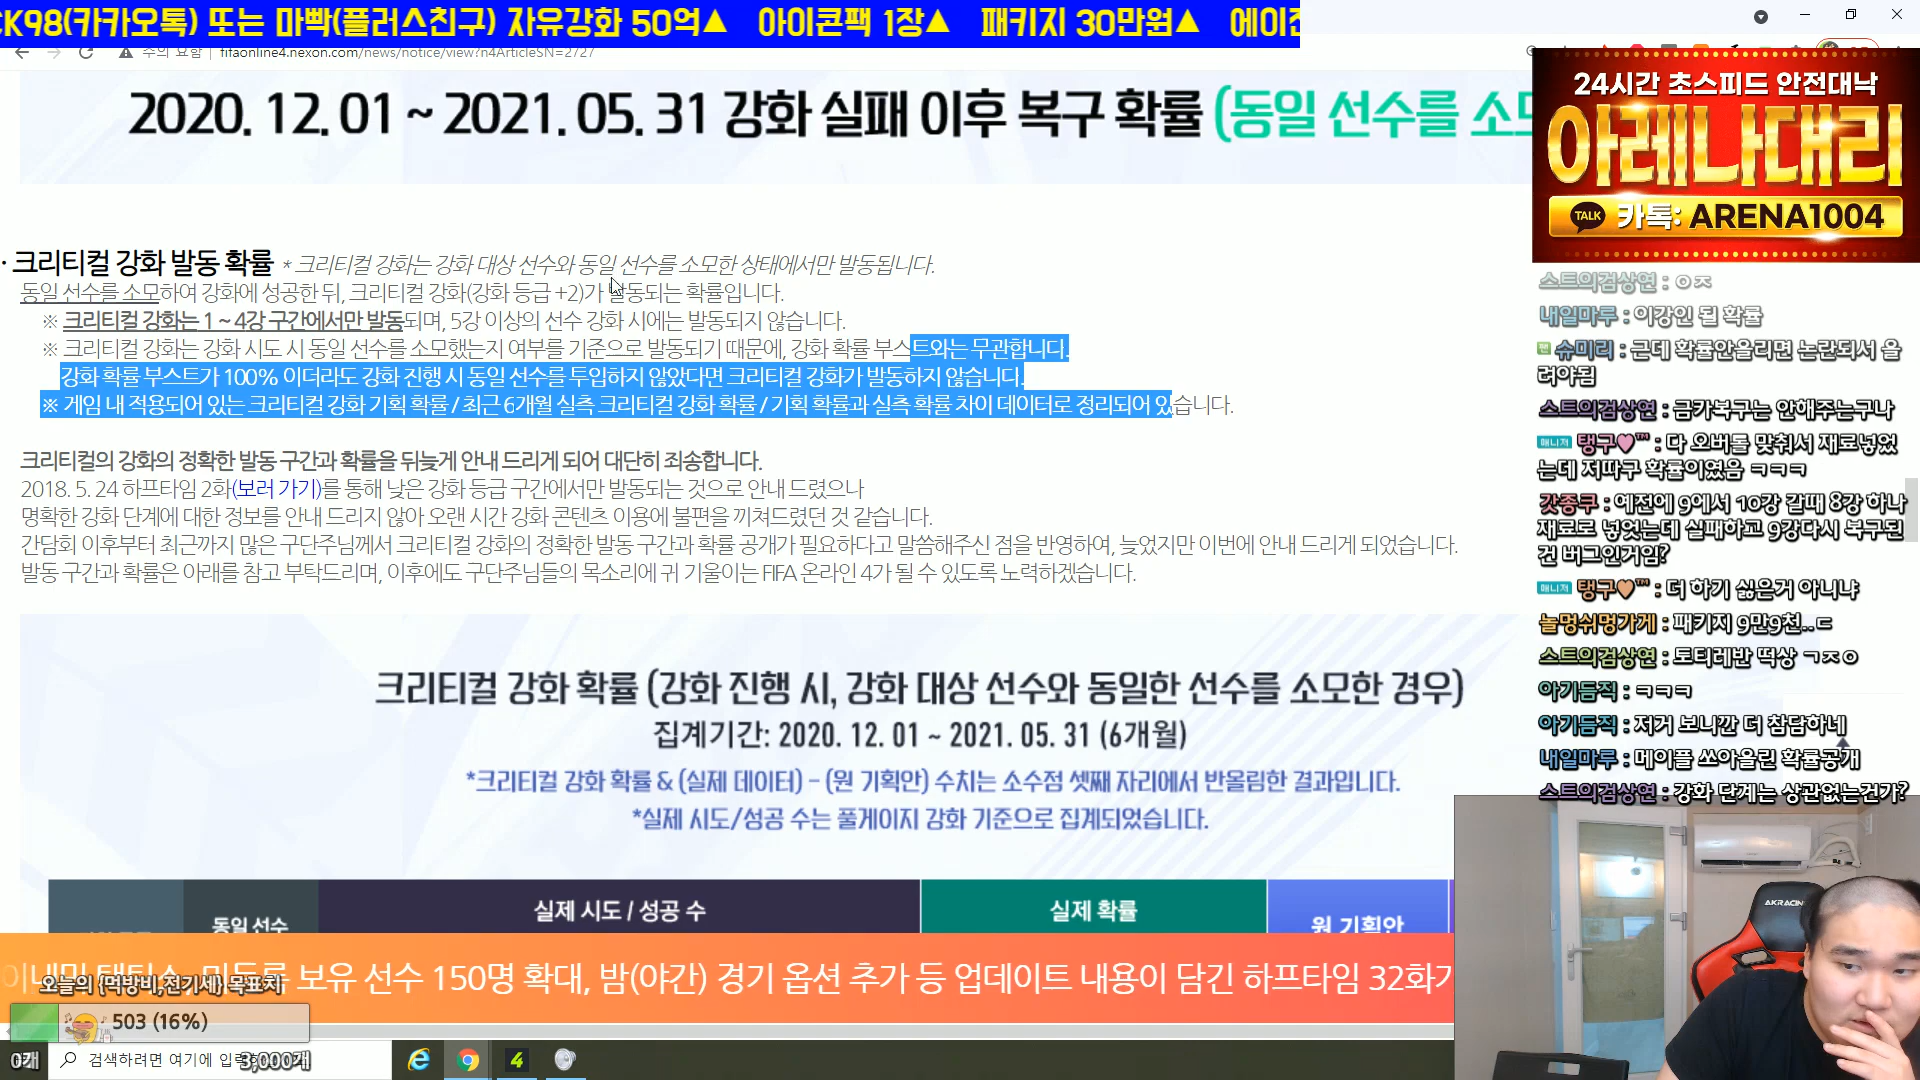 CK98(카카오톡) 또는 마빡(플러스친구) 자유강화 50억▲ 아이콘팩 1장▲ 패키지 30만원▲ 에이전
주의 요함 | fifaonline4.nexon.com/news/notice/view?n4ArticleSN=2727
2020. 12. 01 ~ 2021. 05. 31 강화 실패 이후 복구 확률 (동일 선수를 소모
· 크리티컬 강화 발동 확률 * 크리티컬 강화는 강화 대상 선수와 동일 선수를 소모한 상태에서만 발동됩니다.
동일 선수를 소모하여 강화에 성공한 뒤, 크리티컬 강화(강화 등급 +2)가 발동되는 확률입니다.
※ 크리티컬 강화는 1 ~ 4강 구간에서만 발동되며, 5강 이상의 선수 강화 시에는 발동되지 않습니다.
※ 크리티컬 강화는 강화 시도 시 동일 선수를 소모했는지 여부를 기준으로 발동되기 때문에, 강화 확률 부스트와는 무관합니다.
강화 확률 부스트가 100% 이더라도 강화 진행 시 동일 선수를 투입하지 않았다면 크리티컬 강화가 발동하지 않습니다.
※ 게임 내 적용되어 있는 크리티컬 강화 기획 확률 / 최근 6개월 실측 크리티컬 강화 확률 / 기획 확률과 실측 확률 차이 데이터로 정리되어 있습니다.
크리티컬의 강화의 정확한 발동 구간과 확률을 뒤늦게 안내 드리게 되어 대단히 죄송합니다.
2018. 5. 24 하프타임 2화(보러 가기)를 통해 낮은 강화 등급 구간에서만 발동되는 것으로 안내 드렸으나
명확한 강화 단계에 대한 정보를 안내 드리지 않아 오랜 시간 강화 콘텐츠 이용에 불편을 끼쳐드렸던 것 같습니다.
간담회 이후부터 최근까지 많은 구단주님께서 크리티컬 강화의 정확한 발동 구간과 확률 공개가 필요하다고 말씀해주신 점을 반영하여, 늦었지만 이번에 안내 드리게 되었습니다.
발동 구간과 확률은 아래를 참고 부탁드리며, 이후에도 구단주님들의 목소리에 귀 기울이는 FIFA 온라인 4가 될 수 있도록 노력하겠습니다.
크리티컬 강화 확률 (강화 진행 시, 강화 대상 선수와 동일한 선수를 소모한 경우)
집계기간: 2020. 12. 01 ~ 2021. 05. 31 (6개월)
*크리티컬 강화 확률 & (실제 데이터) - (원 기획안) 수치는 소수점 셋째 자리에서 반올림한 결과입니다.
*실제 시도/성공 수는 풀게이지 강화 기준으로 집계되었습니다.
동일 선수
실제 시도 / 성공 수
실제 확률
원 기획안
보유 선수 150명 확대, 밤(야간) 경기 옵션 추가 등 업데이트 내용이 담긴 하프타임 32화가
오늘의 {먹방비,전기세} 목표치
503 (16%)
0개
검색하려면 여기에 입력
3,000개
24시간 초스피드 안전대낙
아레나대리
TALK 카톡: ARENA1004
스트의검상연 : ㅇㅈ
내일마루 : 이강인 될 확률
팬 슈미리 : 근데 확률안올리면 논란되서 올
려야됨
스트의검상연 : 금카복구는 안해주는구나
매니저 탱구♥™ : 다 오버롤 맞춰서 재료넣었
는데 저따구 확률이였음 ㅋㅋㅋ
갓종쿠 : 예전에 9에서 10강 갈때 8강 하나
재료로 넣엇는데 실패하고 9강다시 복구된
건 버그인거임?
매니저 탱구♥™ : 더 하기 싫은거 아니냐
놀멍쉬멍가게 : 패키지 9만9천..ㄷ
스트의검상연 : 토티레반 떡상 ㄱㅈㅇ
아기듬직 : ㅋㅋㅋ
아기듬직 : 저거 보니깐 더 참담하네
내일마루 : 메이플 쏘아올린 확률공개
스트의검상연 : 강화 단계는 상관없는건가?
AKRACING